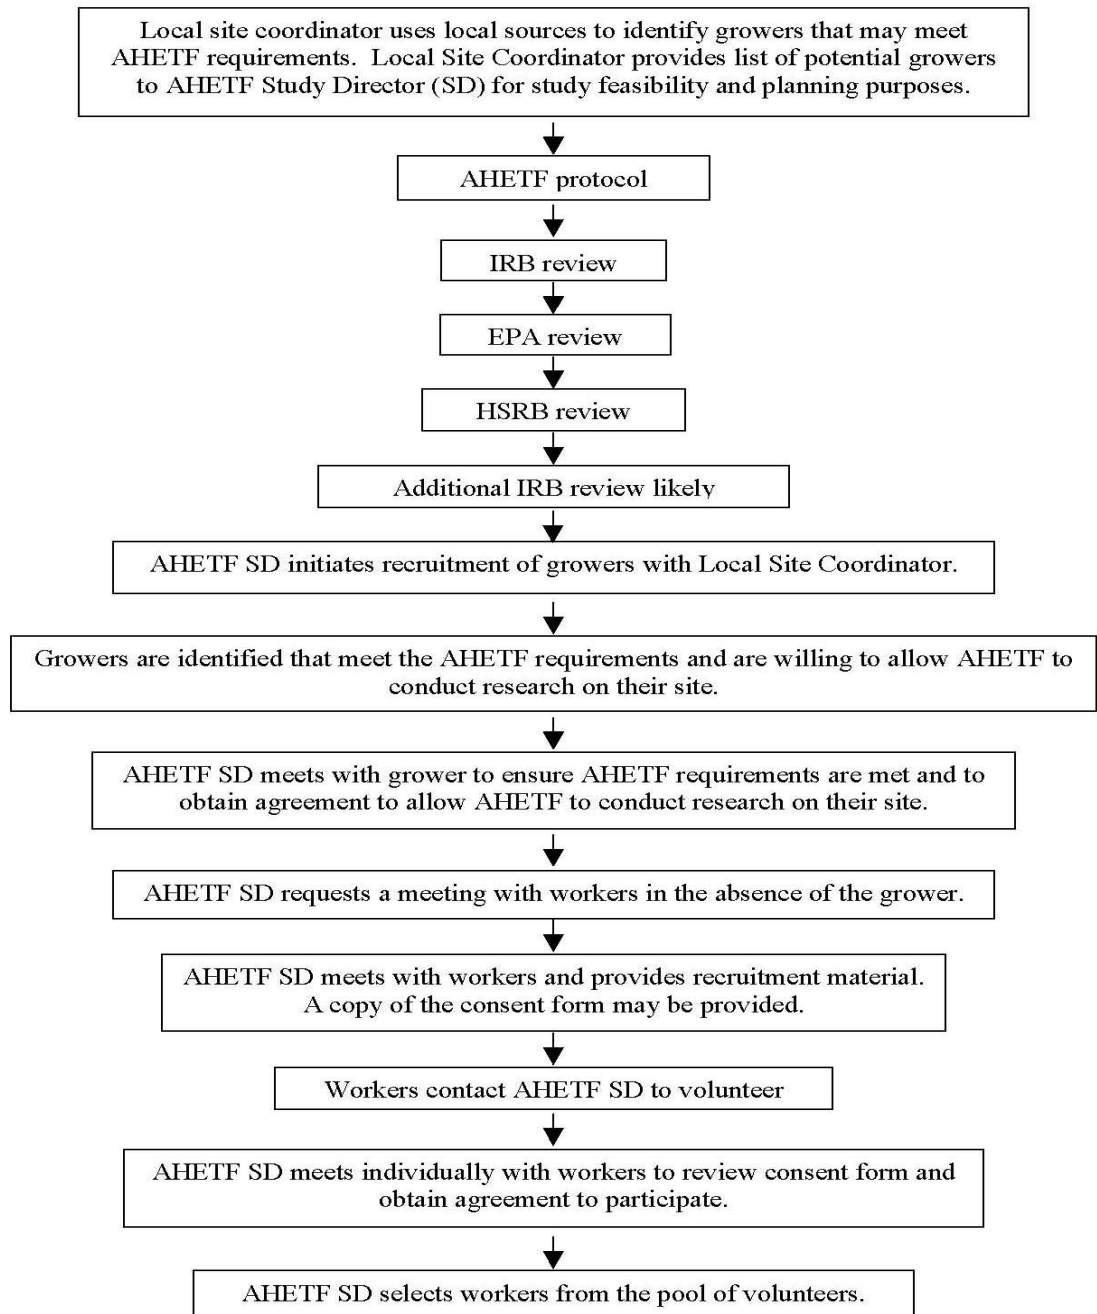 Local site coordinator uses local sources to identify growers that may meet
AHETF requirements. Local Site Coordinator provides list of potential growers
to AHETF Study Director (SD) for study feasibility and planning purposes.
AHETF protocol
IRB review
EPA review
HSRB review
Additional IRB review likely
AHETF SD initiates recruitment of growers with Local Site Coordinator.
Growers are identified that meet the AHETF requirements and are willing to allow AHETF to
conduct research on their site.
AHETF SD meets with grower to ensure AHETF requirements are met and to
obtain agreement to allow AHETF to conduct research on their site.
AHETF SD requests a meeting with workers in the absence of the grower.
AHETF SD meets with workers and provides recruitment material.
A copy of the consent form may be provided.
Workers contact AHETF SD to volunteer
AHETF SD meets individually with workers to review consent form and
obtain agreement to participate.
AHETF SD selects workers from the pool of volunteers.